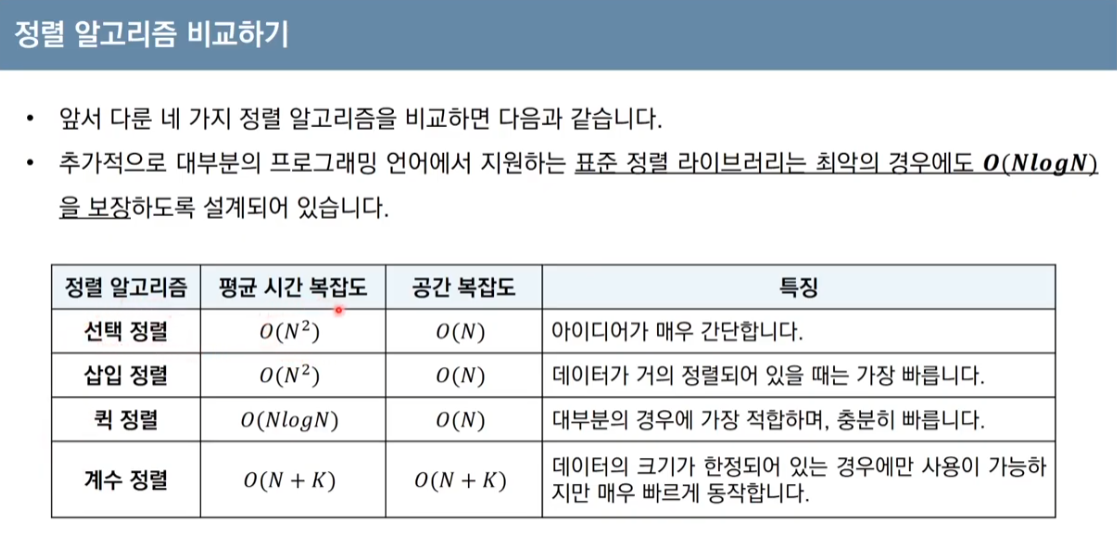 정렬 알고리즘 비교하기
• 앞서 다룬 네 가지 정렬 알고리즘을 비교하면 다음과 같습니다.
• 추가적으로 대부분의 프로그래밍 언어에서 지원하는 표준 정렬 라이브러리는 최악의 경우에도 O(NlogN)
을 보장하도록 설계되어 있습니다.
정렬 알고리즘 평균 시간 복잡도 공간 복잡도 특징
선택 정렬 O(N²) O(N) 아이디어가 매우 간단합니다.
삽입 정렬 O(N²) O(N) 데이터가 거의 정렬되어 있을 때는 가장 빠릅니다.
퀵 정렬 O(NlogN) O(N) 대부분의 경우에 가장 적합하며, 충분히 빠릅니다.
계수 정렬 O(N + K) O(N + K) 데이터의 크기가 한정되어 있는 경우에만 사용이 가능하
지만 매우 빠르게 동작합니다.